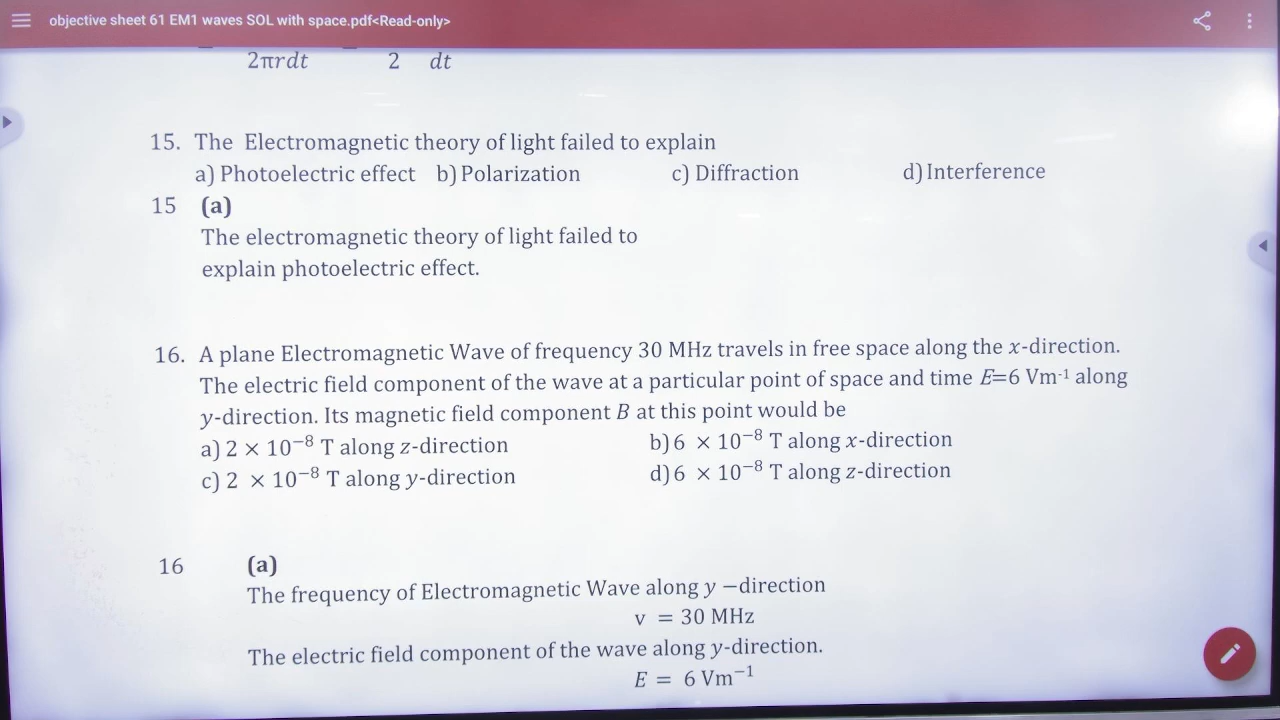 objective sheet 61 EM1 waves SOL with space.pdf<Read-only>
2πrdt 2 dt
15. The Electromagnetic theory of light failed to explain
a) Photoelectric effect b) Polarization c) Diffraction d) Interference
15 (a)
The electromagnetic theory of light failed to
explain photoelectric effect.
16. A plane Electromagnetic Wave of frequency 30 MHz travels in free space along the x-direction.
The electric field component of the wave at a particular point of space and time E=6 Vm⁻¹ along
y-direction. Its magnetic field component B at this point would be
a) 2 × 10⁻⁸ T along z-direction b) 6 × 10⁻⁸ T along x-direction
c) 2 × 10⁻⁸ T along y-direction d) 6 × 10⁻⁸ T along z-direction
16 (a)
The frequency of Electromagnetic Wave along y −direction
v = 30 MHz
The electric field component of the wave along y-direction.
E = 6 Vm⁻¹